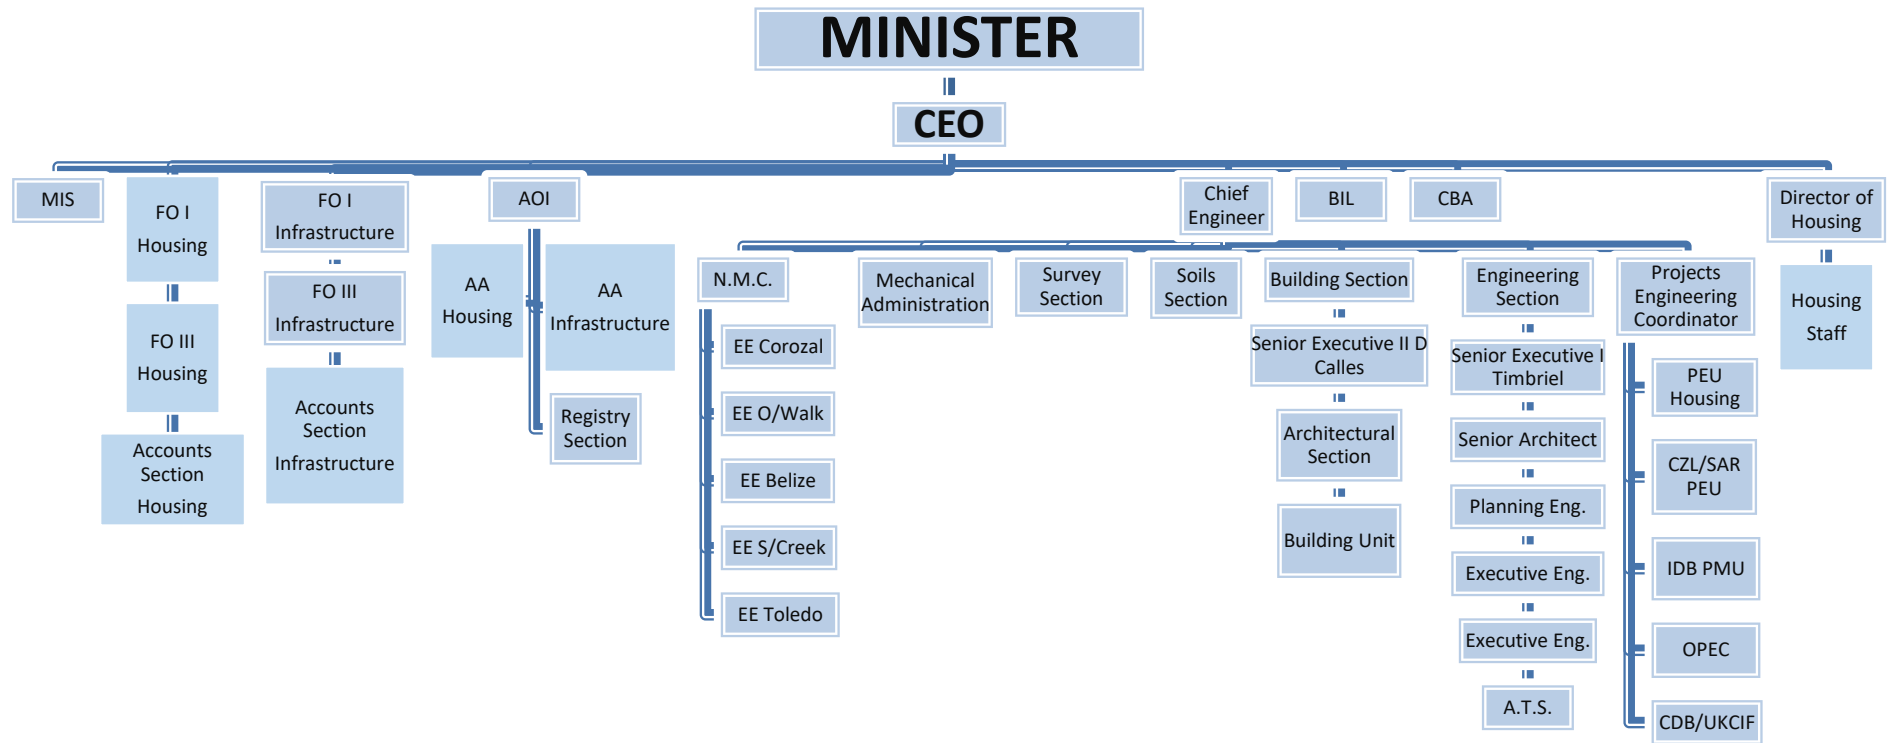 MINISTER
CEO
MIS
FO I
Housing
FO III
Housing
Accounts
Section
Housing
FO I
Infrastructure
FO III
Infrastructure
Accounts
Section
Infrastructure
AOI
AA
Housing
AA
Infrastructure
Registry
Section
Chief
Engineer
BIL
CBA
Director of
Housing
Housing
Staff
N.M.C.
EE Corozal
EE O/Walk
EE Belize
EE S/Creek
EE Toledo
Mechanical
Administration
Survey
Section
Soils
Section
Building Section
Senior Executive II D
Calles
Architectural
Section
Building Unit
Engineering
Section
Senior Executive I
Timbriel
Senior Architect
Planning Eng.
Executive Eng.
Executive Eng.
A.T.S.
Projects
Engineering
Coordinator
PEU
Housing
CZL/SAR
PEU
IDB PMU
OPEC
CDB/UKCIF